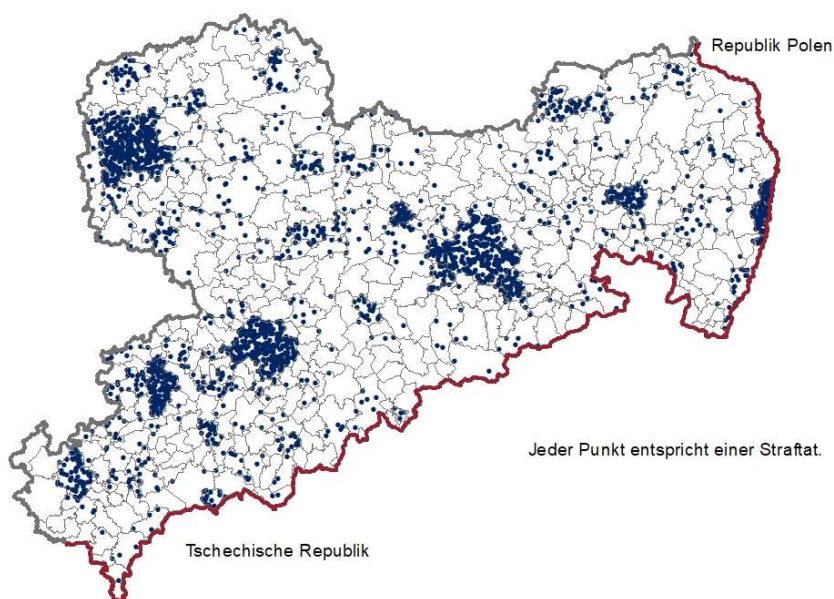 Republik Polen
Jeder Punkt entspricht einer Straftat.
Tschechische Republik